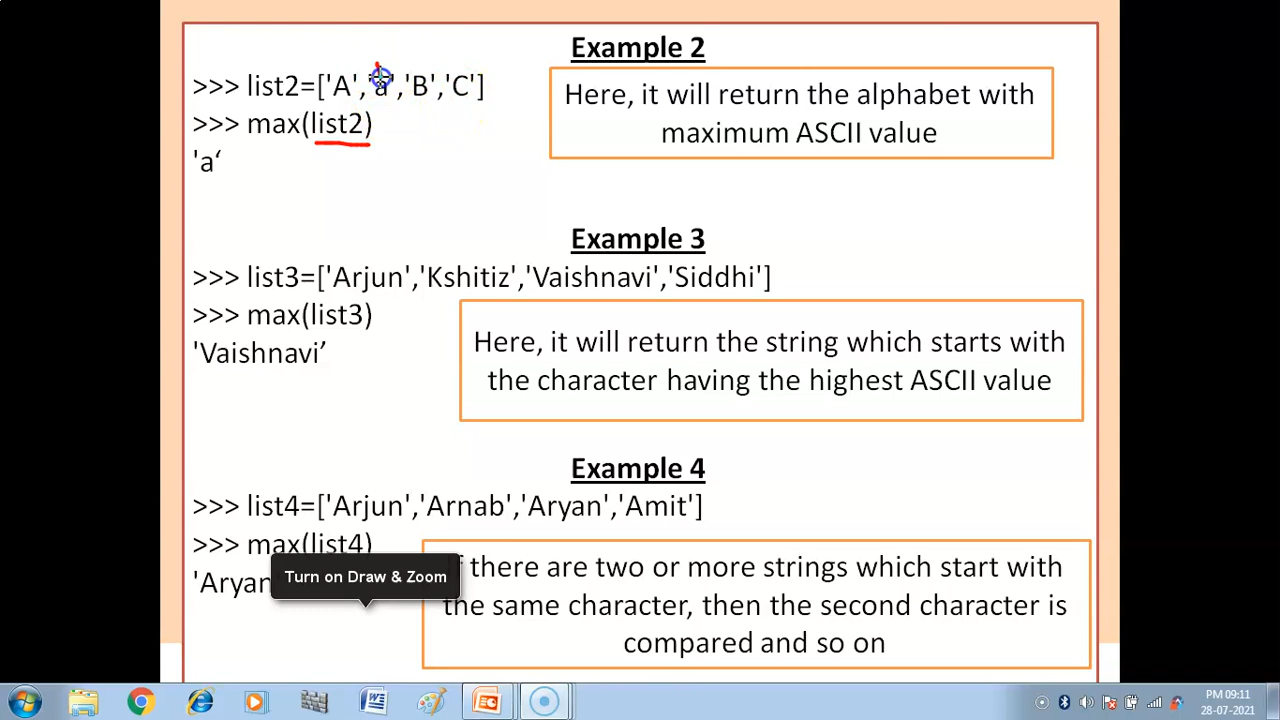 Example 2
>>> list2=['A','a','B','C']
>>> max(list2)
'a‘
Here, it will return the alphabet with
maximum ASCII value
Example 3
>>> list3=['Arjun','Kshitiz','Vaishnavi','Siddhi']
>>> max(list3)
'Vaishnavi’
Here, it will return the string which starts with
the character having the highest ASCII value
Example 4
>>> list4=['Arjun','Arnab','Aryan','Amit']
>>> max(list4)
'Aryan
Turn on Draw & Zoom
there are two or more strings which start with
the same character, then the second character is
compared and so on
PM 09:11
28-07-2021